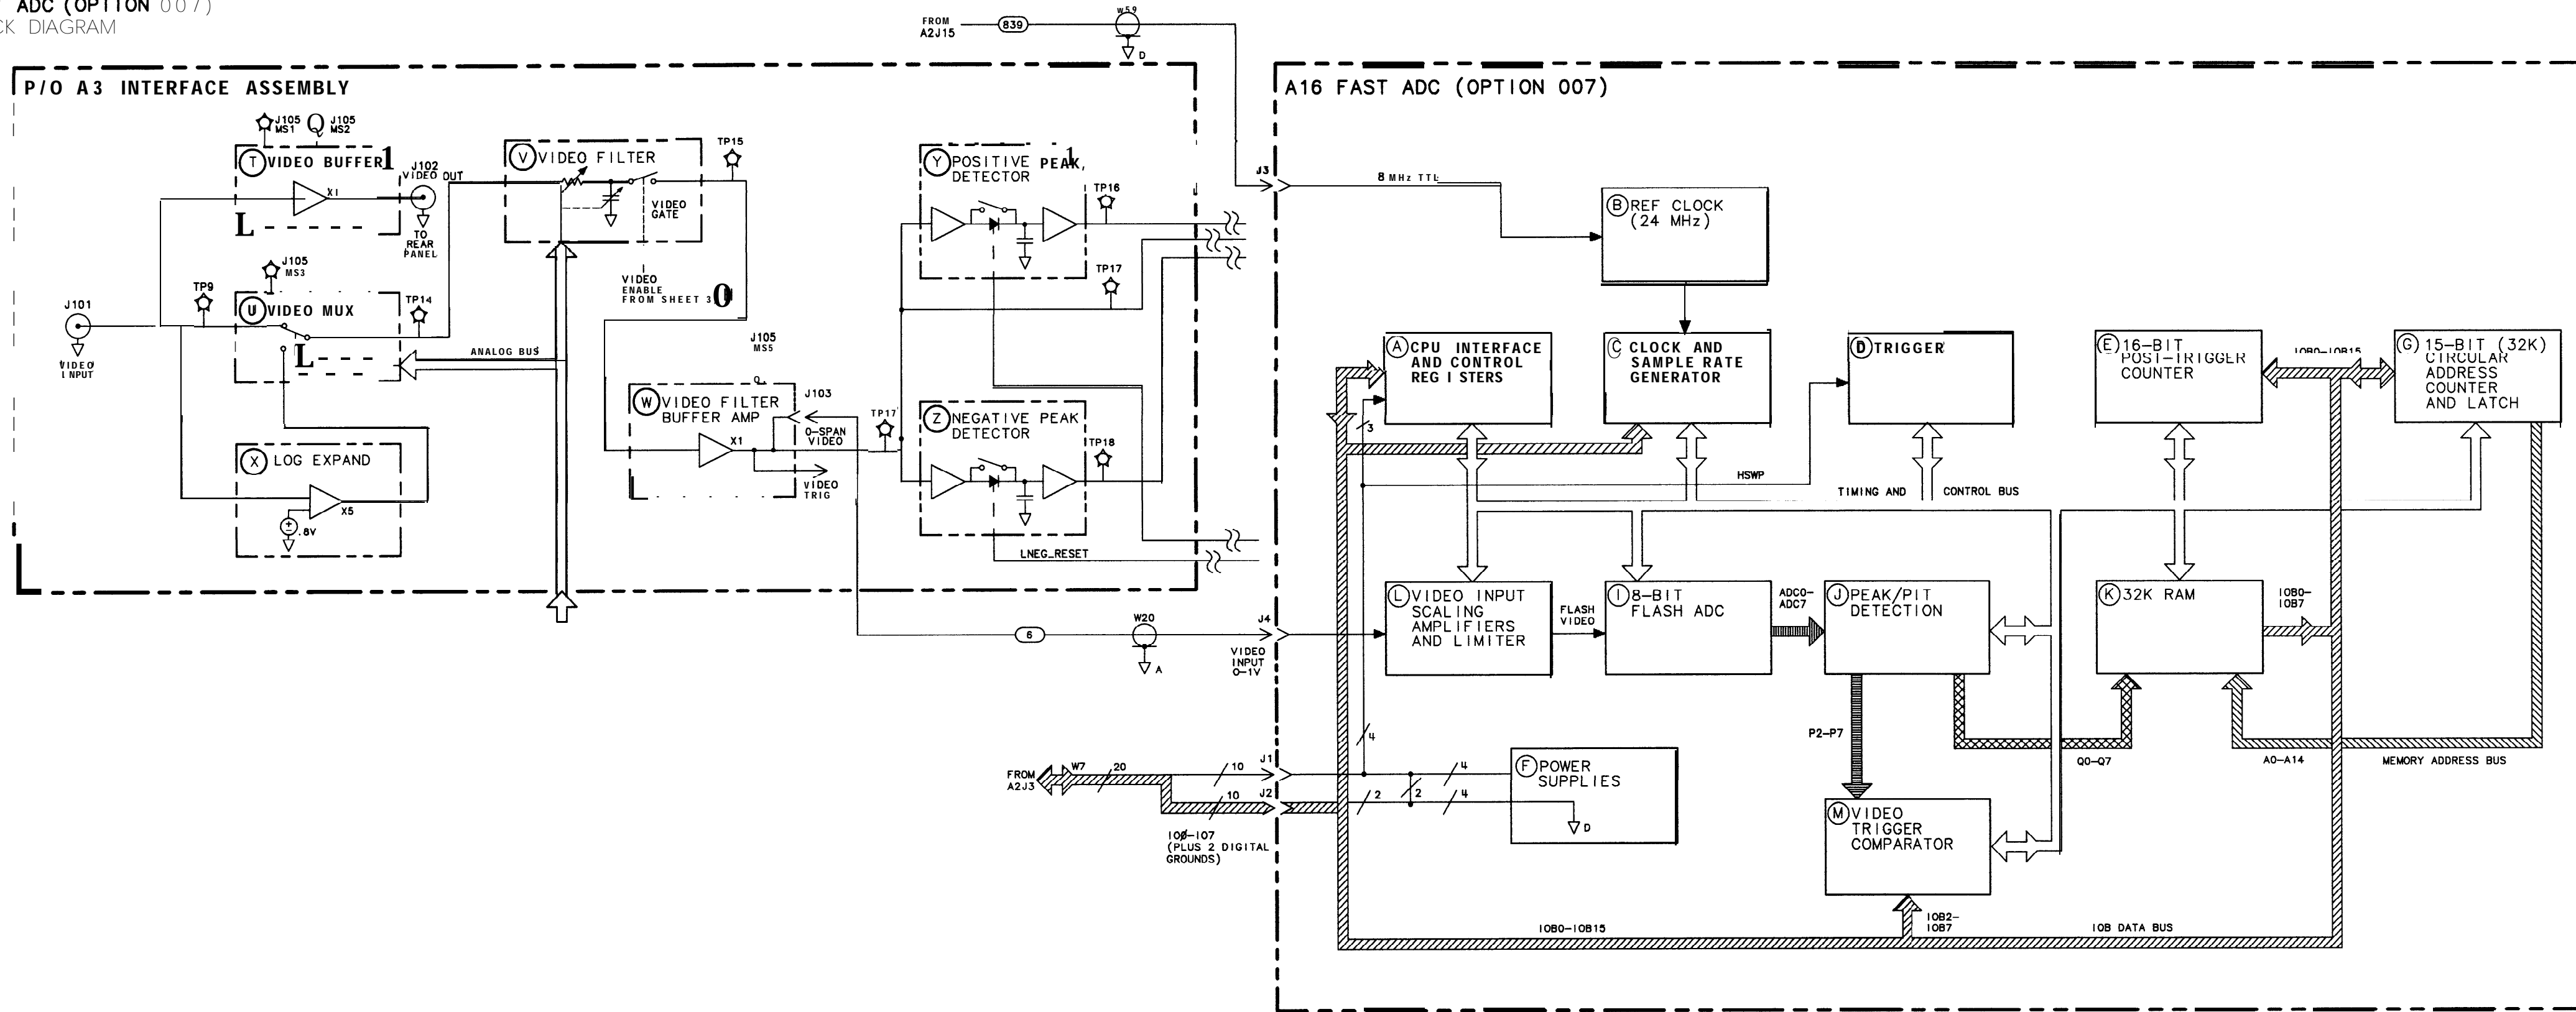 ADC (OPTION 007)
CK DIAGRAM
FROM
A2J15
839
W59
D
P/O A3 INTERFACE ASSEMBLY
J105
MS1
J105
MS2
T VIDEO BUFFER
X1
J102
VIDEO OUT
TO
REAR
PANEL
V VIDEO FILTER
VIDEO
GATE
TP15
VIDEO
ENABLE
FROM SHEET 3
J101
VIDEO
INPUT
TP9
J105
MS3
U VIDEO MUX
TP14
ANALOG BUS
X LOG EXPAND
X5
.8V
J105
MS5
W VIDEO FILTER
BUFFER AMP
X1
J103
0-SPAN
VIDEO
VIDEO
TRIG
TP17
Y POSITIVE PEAK
DETECTOR
TP16
TP17
Z NEGATIVE PEAK
DETECTOR
TP18
LNEG_RESET
6
W20
A
J4
VIDEO
INPUT
0-1V
FROM
A2J3
W7
20
10
J1
10
J2
IOØ-IO7
(PLUS 2 DIGITAL
GROUNDS)
A16 FAST ADC (OPTION 007)
J3
8 MHz TTL
B REF CLOCK
(24 MHz)
A CPU INTERFACE
AND CONTROL
REGISTERS
3
C CLOCK AND
SAMPLE RATE
GENERATOR
D TRIGGER
E 16-BIT
POST-TRIGGER
COUNTER
IOB0-IOB15
G 15-BIT (32K)
CIRCULAR
ADDRESS
COUNTER
AND LATCH
HSWP
TIMING AND CONTROL BUS
L VIDEO INPUT
SCALING
AMPLIFIERS
AND LIMITER
FLASH
VIDEO
I 8-BIT
FLASH ADC
ADC0-
ADC7
J PEAK/PIT
DETECTION
K 32K RAM
IOB0-
IOB7
4
P2-P7
Q0-Q7
A0-A14
MEMORY ADDRESS BUS
4
2
2
4
F POWER
SUPPLIES
D
M VIDEO
TRIGGER
COMPARATOR
IOB2-
IOB7
IOB0-IOB15
IOB DATA BUS